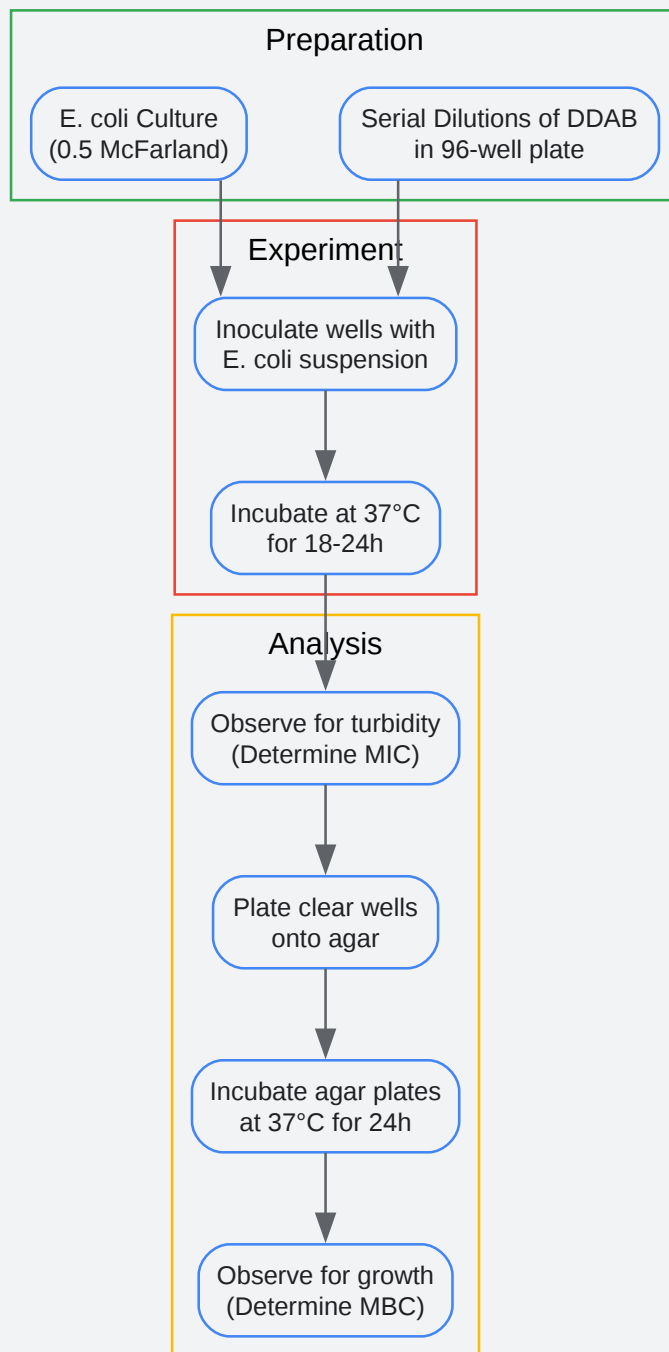 Preparation
E. coli Culture
(0.5 McFarland)
Serial Dilutions of DDAB
in 96-well plate
Experiment
Inoculate wells with
E. coli suspension
Incubate at 37°C
for 18-24h
Analysis
Observe for turbidity
(Determine MIC)
Plate clear wells
onto agar
Incubate agar plates
at 37°C for 24h
Observe for growth
(Determine MBC)